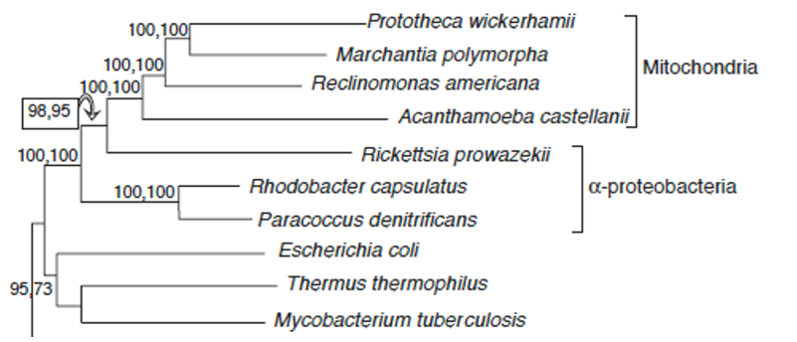 100,100
Prototheca wickerhamii
Marchantia polymorpha
Mitochondria
100,100
Reclinomonas americana
100,100
98,95
Acanthamoeba castellanii
100,100
Rickettsia prowazekii
100,100
Rhodobacter capsulatus
α-proteobacteria
Paracoccus denitrificans
Escherichia coli
95,73
Thermus thermophilus
Mycobacterium tuberculosis